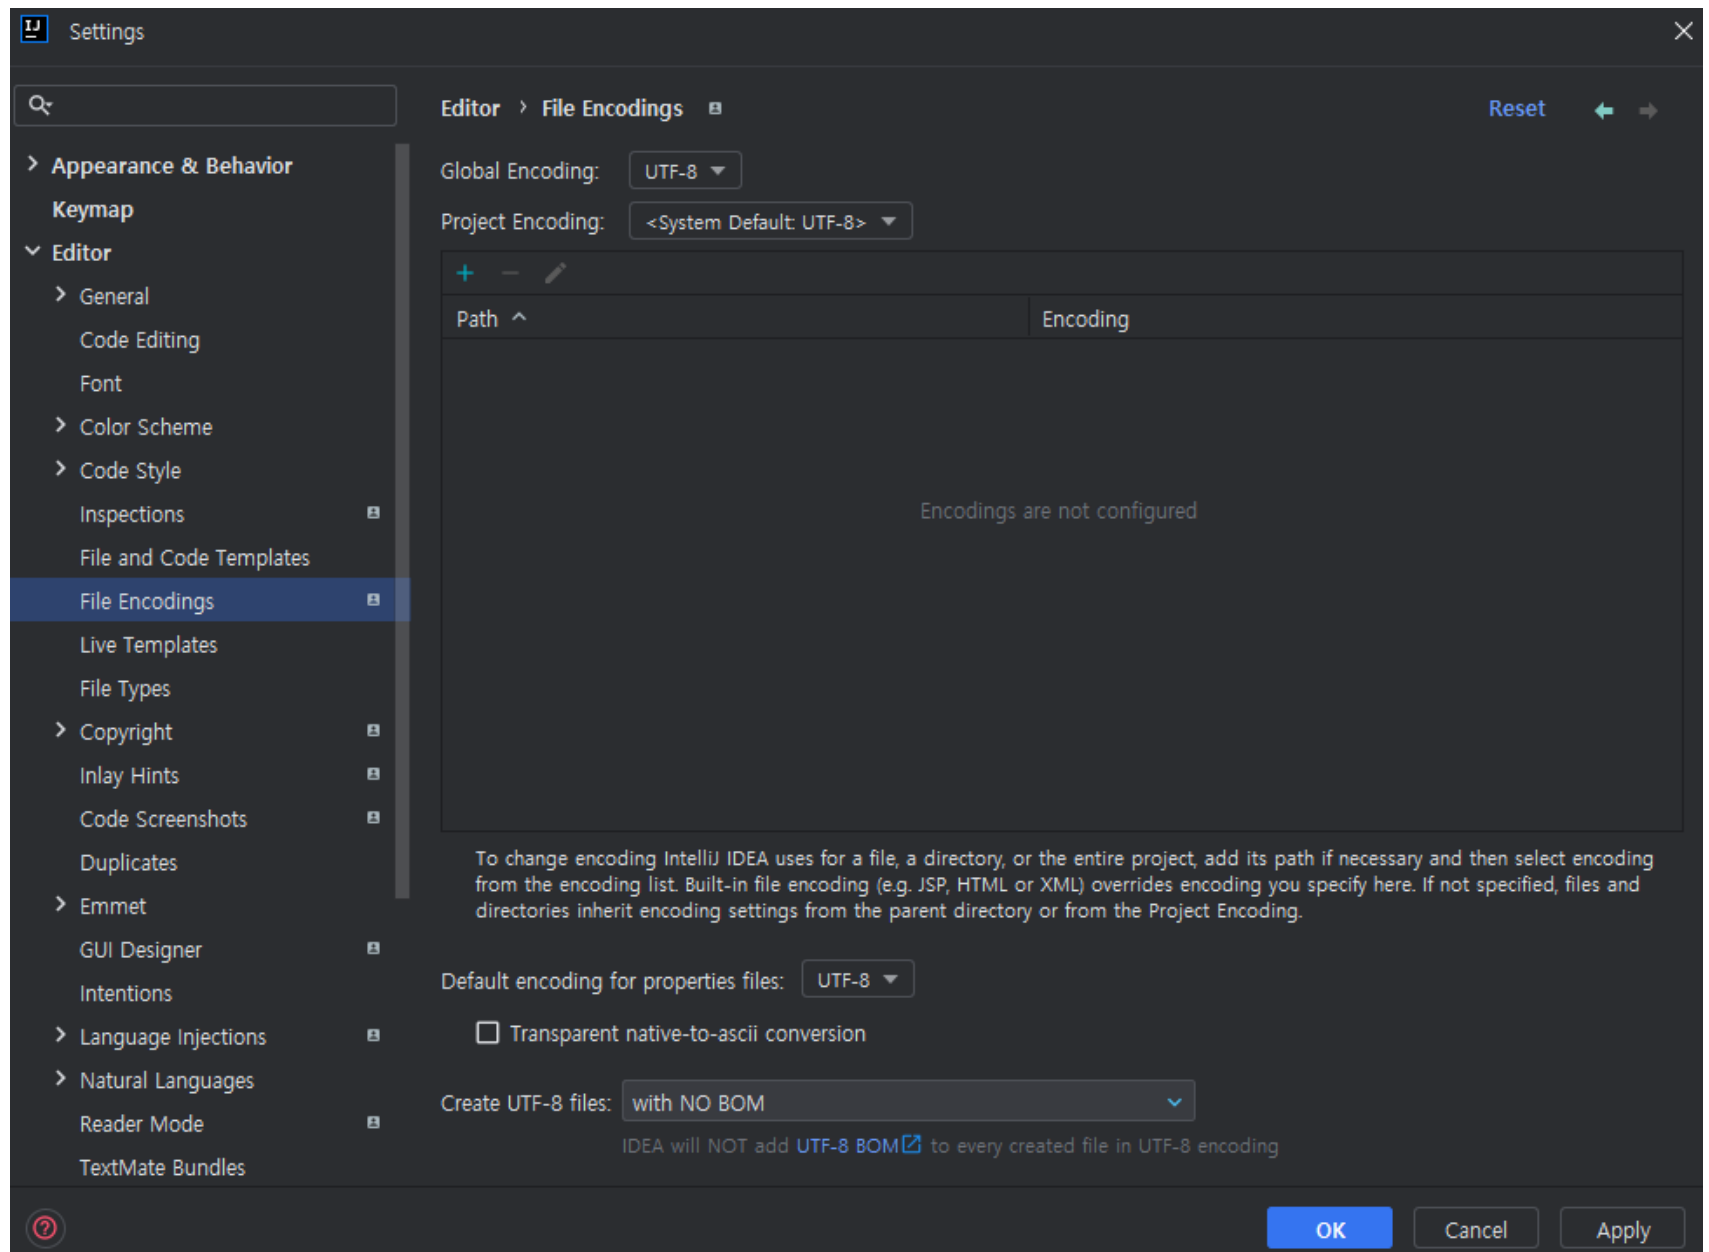 IJ
Settings
Editor › File Encodings
Reset
Appearance & Behavior
Keymap
Editor
General
Code Editing
Font
Color Scheme
Code Style
Inspections
File and Code Templates
File Encodings
Live Templates
File Types
Copyright
Inlay Hints
Code Screenshots
Duplicates
Emmet
GUI Designer
Intentions
Language Injections
Natural Languages
Reader Mode
TextMate Bundles
Global Encoding: UTF-8
Project Encoding: <System Default: UTF-8>
Path Encoding
Encodings are not configured
To change encoding IntelliJ IDEA uses for a file, a directory, or the entire project, add its path if necessary and then select encoding
from the encoding list. Built-in file encoding (e.g. JSP, HTML or XML) overrides encoding you specify here. If not specified, files and
directories inherit encoding settings from the parent directory or from the Project Encoding.
Default encoding for properties files: UTF-8
Transparent native-to-ascii conversion
Create UTF-8 files: with NO BOM
IDEA will NOT add UTF-8 BOM to every created file in UTF-8 encoding
?
OK Cancel Apply